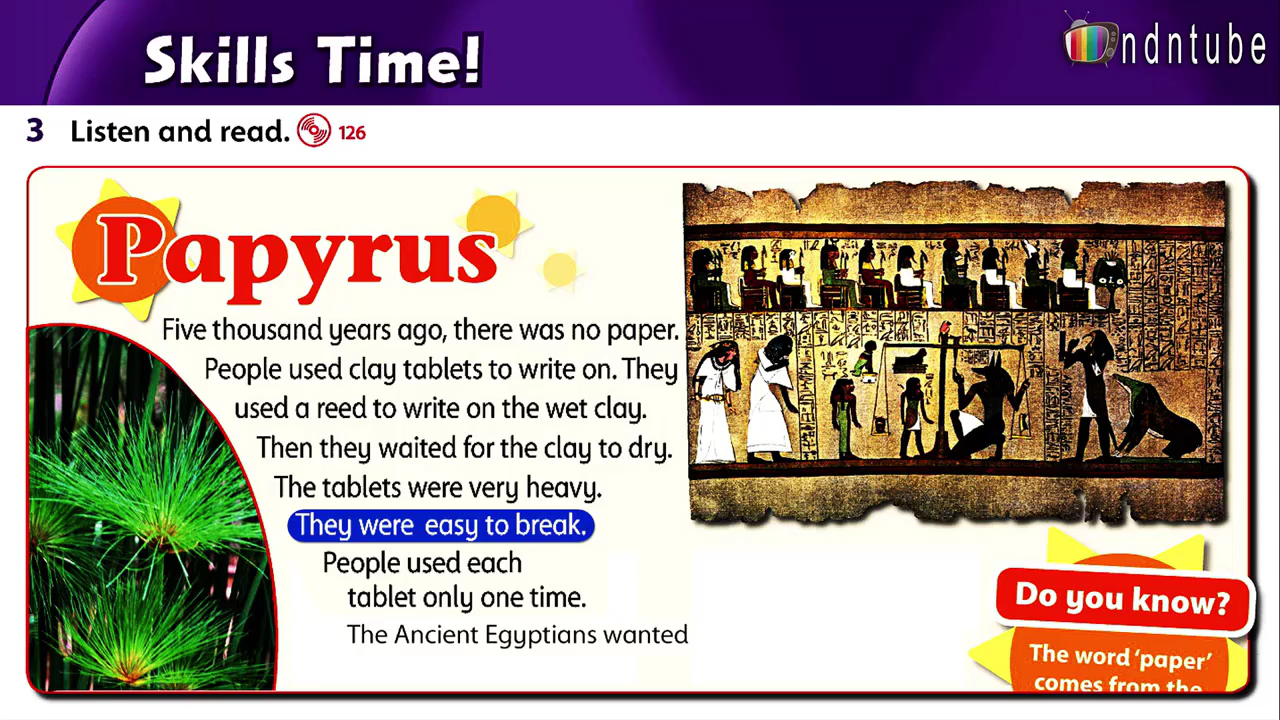 Skills Time!
ndntube
3 Listen and read. 126
Papyrus
Five thousand years ago, there was no paper.
People used clay tablets to write on. They
used a reed to write on the wet clay.
Then they waited for the clay to dry.
The tablets were very heavy.
They were easy to break.
People used each
tablet only one time.
The Ancient Egyptians wanted
Do you know?
The word 'paper'
comes from the